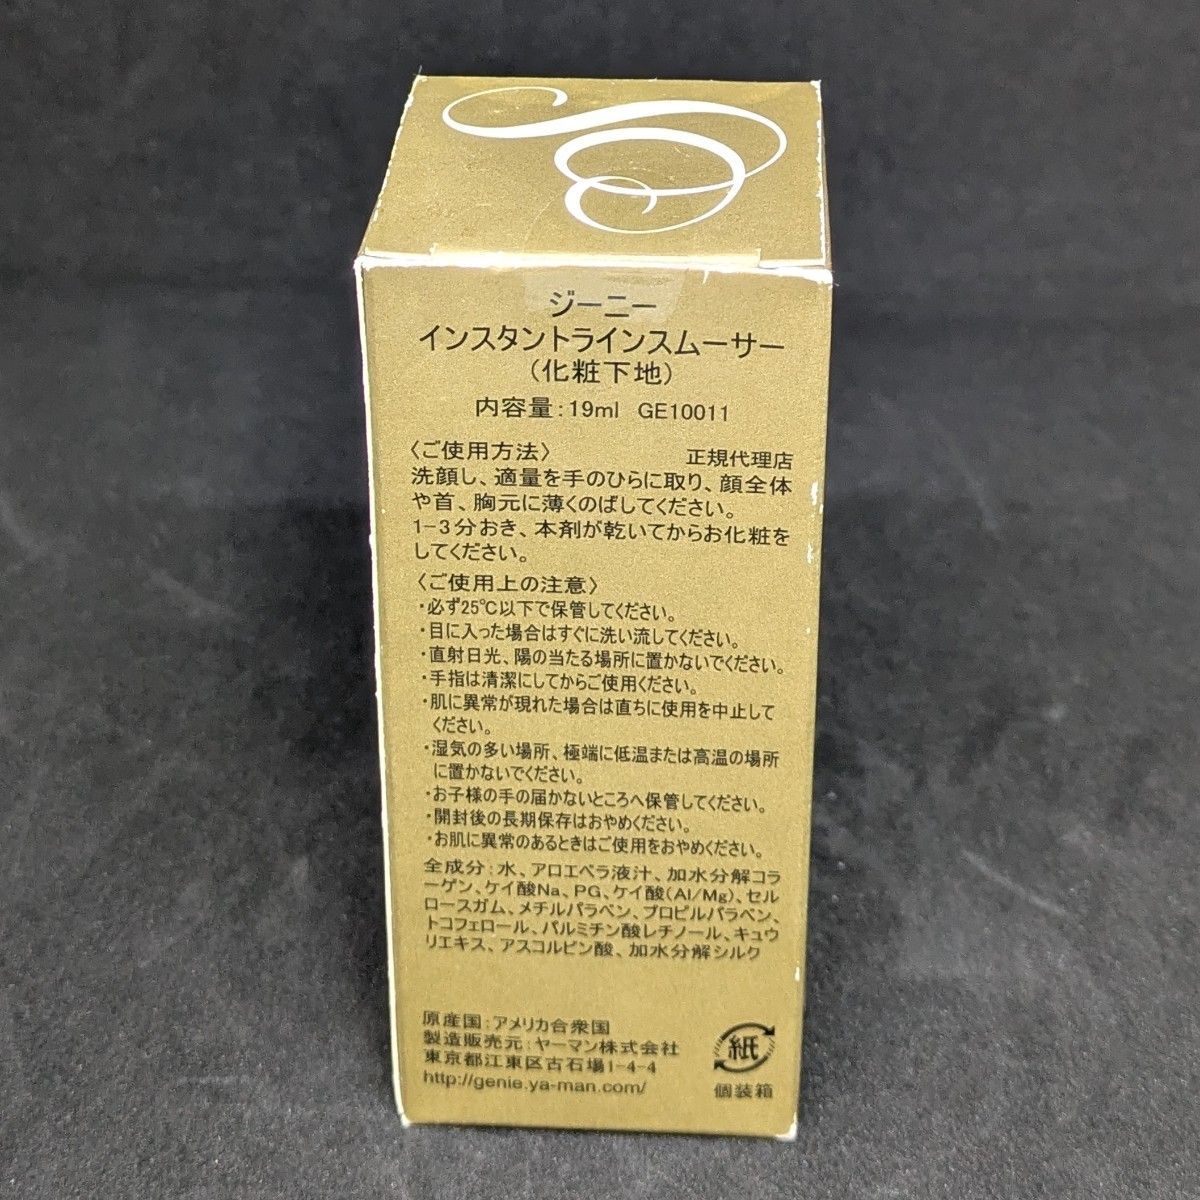 ジーニー
インスタントラインスムーサー
（化粧下地）
内容量：19ml GE10011
〈ご使用方法〉 正規代理店
洗顔し、適量を手のひらに取り、顔全体
や首、胸元に薄くのばしてください。
1-3分おき、本剤が乾いてからお化粧を
してください。
〈ご使用上の注意〉
・必ず25℃以下で保管してください。
・目に入った場合はすぐに洗い流してください。
・直射日光、陽の当たる場所に置かないでください。
・手指は清潔にしてからご使用ください。
・肌に異常が現れた場合は直ちに使用を中止して
ください。
・湿気の多い場所、極端に低温または高温の場所
に置かないでください。
・お子様の手の届かないところへ保管してください。
・開封後の長期保存はおやめください。
・お肌に異常のあるときはご使用をおやめください。
全成分：水、アロエベラ液汁、加水分解コラ
ーゲン、ケイ酸Na、PG、ケイ酸（Al/Mg）、セル
ロースガム、メチルパラベン、プロピルパラベン、
トコフェロール、パルミチン酸レチノール、キュウ
リエキス、アスコルビン酸、加水分解シルク
原産国：アメリカ合衆国
製造販売元：ヤーマン株式会社
東京都江東区古石場1-4-4
http://genie.ya-man.com/
紙
個装箱